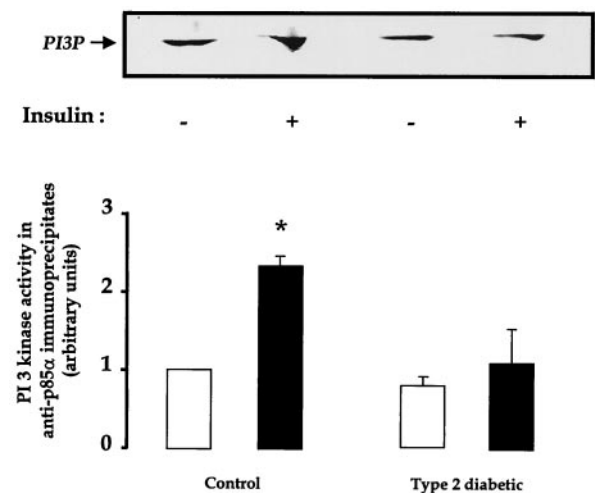 PI3P →
Insulin : - + - +
PI 3 kinase activity in
anti-p85α immunoprecipitates
(arbitrary units)
3
2
1
0
*
Control Type 2 diabetic